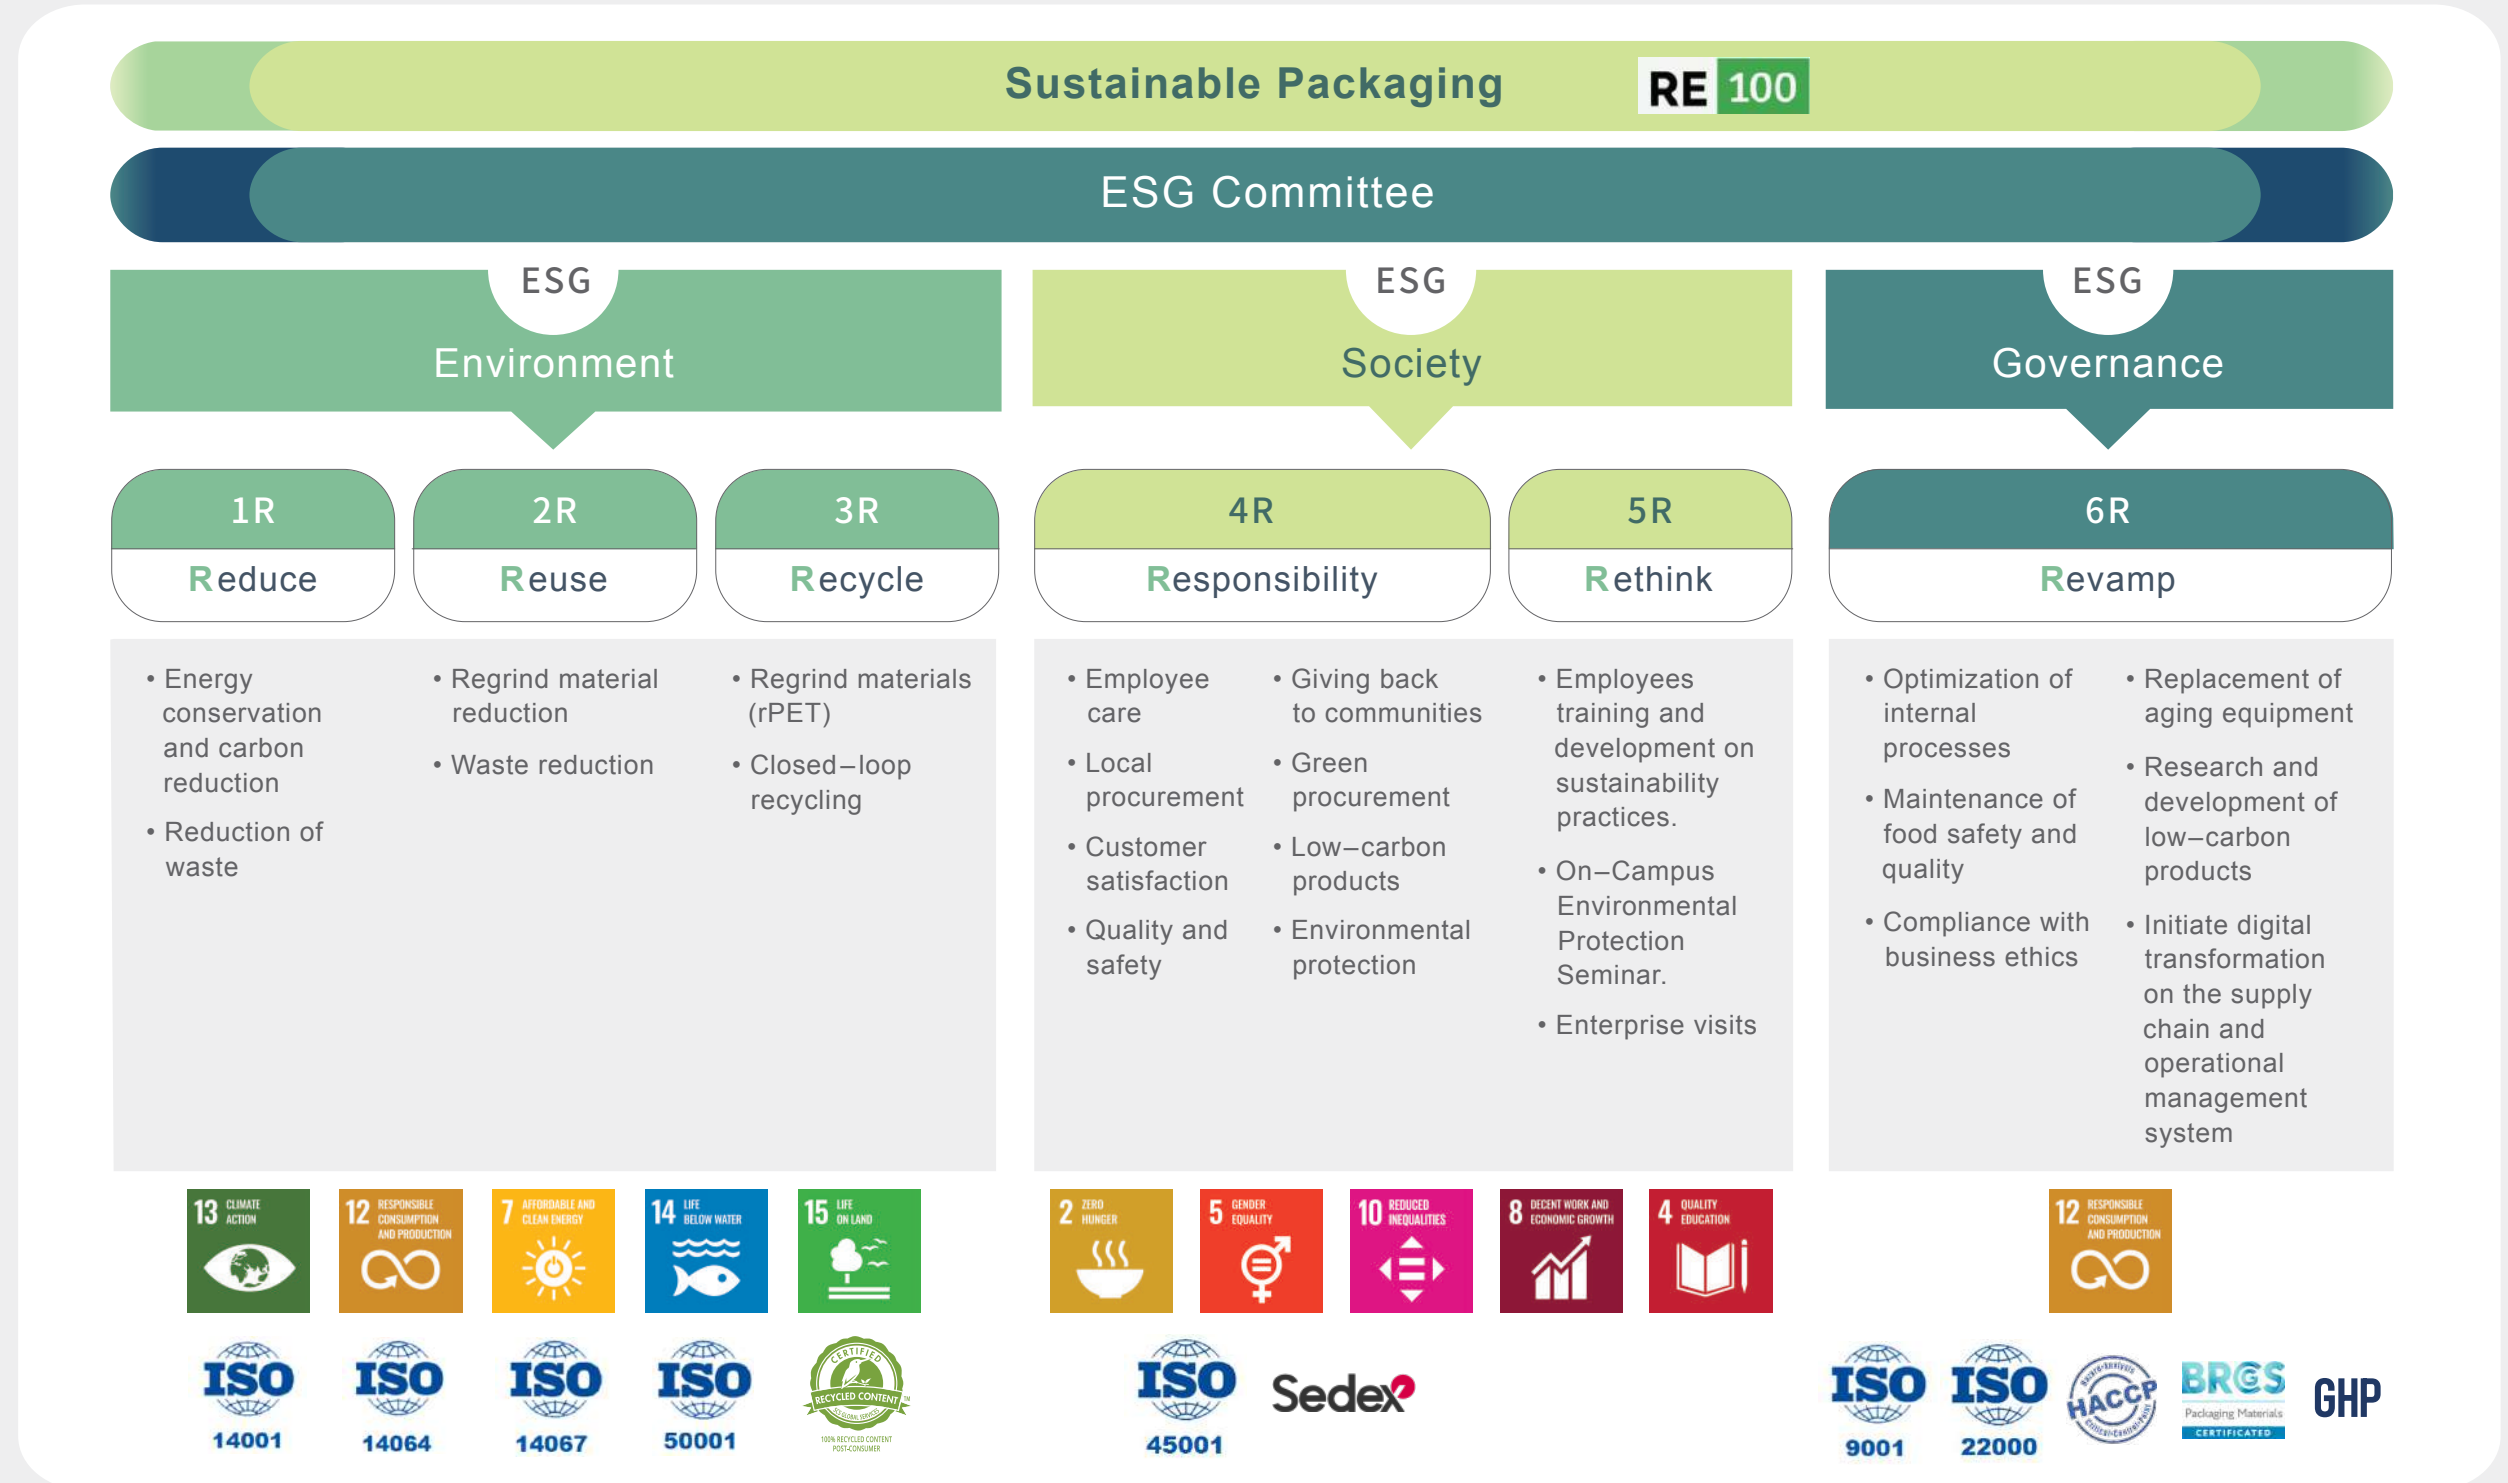 Sustainable Packaging
RE 100
ESG Committee
ESG
Environment
ESG
Society
ESG
Governance
1R
Reduce
2R
Reuse
3R
Recycle
4R
Responsibility
5R
Rethink
6R
Revamp
• Energy
conservation
and carbon
reduction
• Reduction of
waste
• Regrind material
reduction
• Waste reduction
• Regrind materials
(rPET)
• Closed–loop
recycling
• Employee
care
• Local
procurement
• Customer
satisfaction
• Quality and
safety
• Giving back
to communities
• Green
procurement
• Low–carbon
products
• Environmental
protection
• Employees
training and
development on
sustainability
practices.
• On–Campus
Environmental
Protection
Seminar.
• Enterprise visits
• Optimization of
internal
processes
• Maintenance of
food safety and
quality
• Compliance with
business ethics
• Replacement of
aging equipment
• Research and
development of
low–carbon
products
• Initiate digital
transformation
on the supply
chain and
operational
management
system
13 CLIMATE
ACTION
12 RESPONSIBLE
CONSUMPTION
AND PRODUCTION
7 AFFORDABLE AND
CLEAN ENERGY
14 LIFE
BELOW WATER
15 LIFE
ON LAND
2 ZERO
HUNGER
5 GENDER
EQUALITY
10 REDUCED
INEQUALITIES
8 DECENT WORK AND
ECONOMIC GROWTH
4 QUALITY
EDUCATION
12 RESPONSIBLE
CONSUMPTION
AND PRODUCTION
ISO
14001
ISO
14064
ISO
14067
ISO
50001
CERTIFIED
RECYCLED CONTENT™
SCS GLOBAL SERVICES
100% RECYCLED CONTENT
POST-CONSUMER
ISO
45001
Sedex
ISO
9001
ISO
22000
HACCP
BRCGS
Packaging Materials
CERTIFICATED
GHP